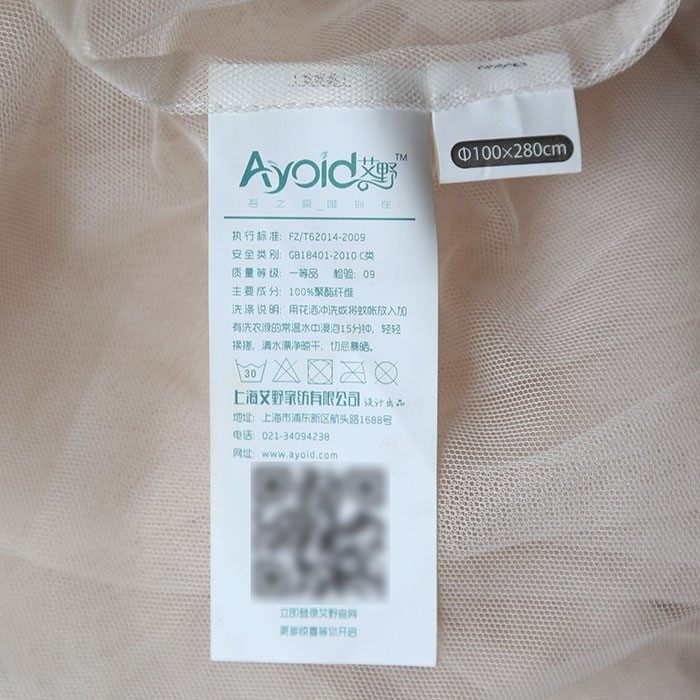 Ayoid艾野™
吾之爱唯你在
Φ100×280cm
执行标准: FZ/T62014-2009
安全类别: GB18401-2010 C类
质量等级: 一等品 检验: 09
主要成分: 100%聚酯纤维
洗涤说明: 用花洒冲洗或将蚊帐放入加
有洗衣液的常温水中浸泡15分钟, 轻轻
揉搓, 清水漂净晾干, 切忌暴晒。
30
上海艾野家纺有限公司 设计出品
地址: 上海市浦东新区航头路1688号
电话: 021-34094238
网址: www.ayoid.com
立即登录艾野官网
更多惊喜等你开启